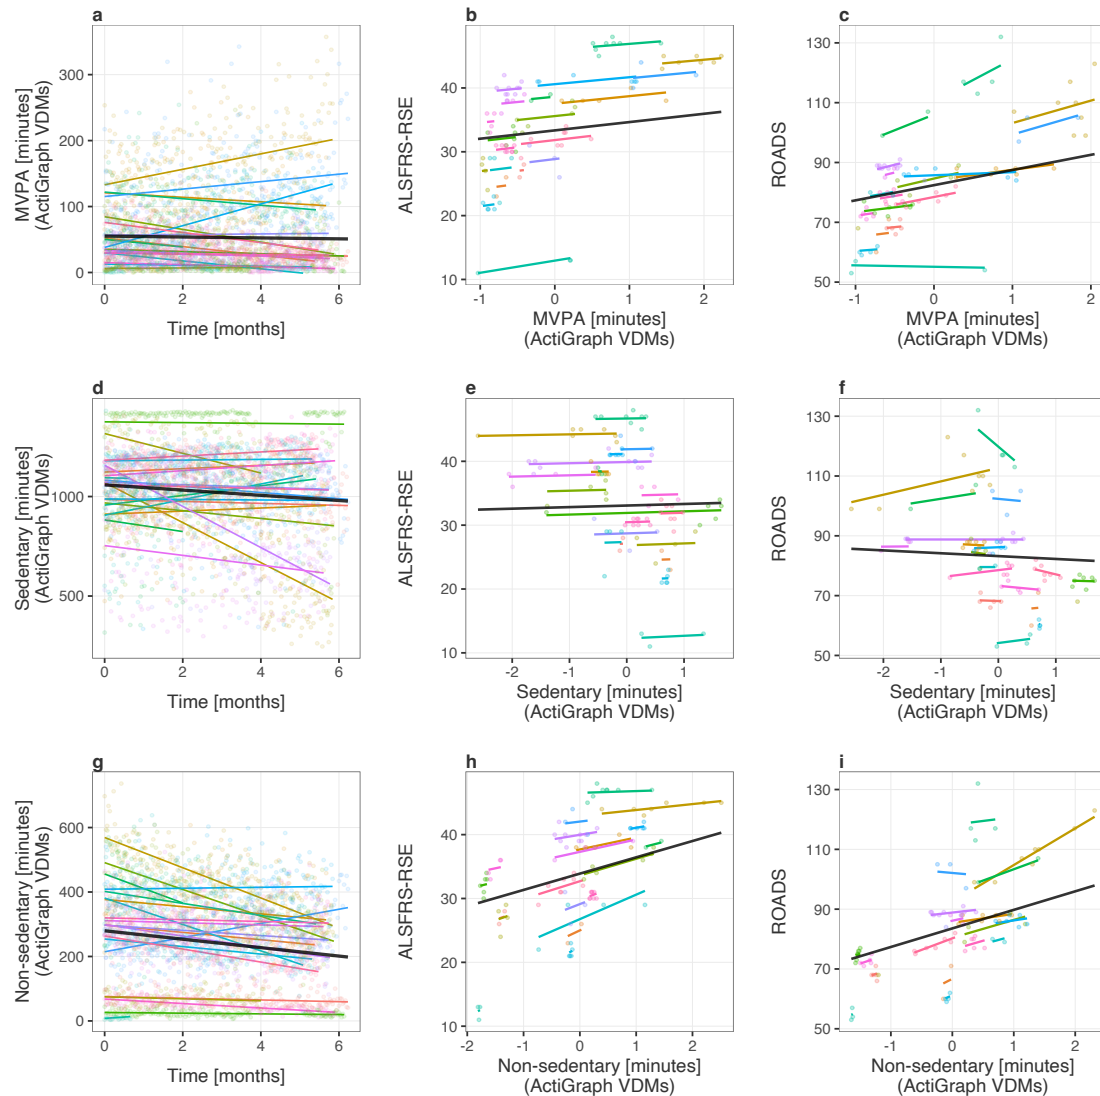 a
MVPA [minutes]
(ActiGraph VDMs)
300
200
100
0
0 2 4 6
Time [months]
b
ALSFRS-RSE
40
30
20
10
-1 0 1 2
MVPA [minutes]
(ActiGraph VDMs)
c
ROADS
130
110
90
70
50
-1 0 1 2
MVPA [minutes]
(ActiGraph VDMs)
d
Sedentary [minutes]
(ActiGraph VDMs)
1000
500
0 2 4 6
Time [months]
e
ALSFRS-RSE
40
30
20
10
-2 -1 0 1
Sedentary [minutes]
(ActiGraph VDMs)
f
ROADS
130
110
90
70
50
-2 -1 0 1
Sedentary [minutes]
(ActiGraph VDMs)
g
Non-sedentary [minutes]
(ActiGraph VDMs)
600
400
200
0
0 2 4 6
Time [months]
h
ALSFRS-RSE
40
30
20
10
-2 -1 0 1 2
Non-sedentary [minutes]
(ActiGraph VDMs)
i
ROADS
130
110
90
70
50
-1 0 1 2
Non-sedentary [minutes]
(ActiGraph VDMs)